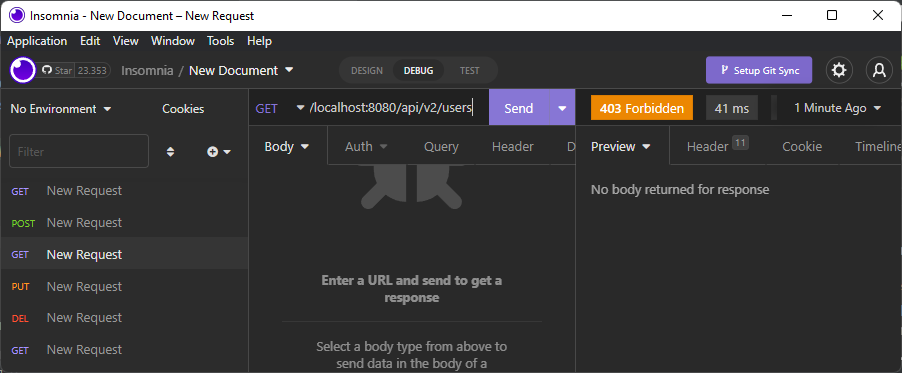 Insomnia - New Document – New Request
Application Edit View Window Tools Help
Star 23.353 Insomnia / New Document DESIGN DEBUG TEST Setup Git Sync
No Environment Cookies GET /localhost:8080/api/v2/users Send 403 Forbidden 41 ms 1 Minute Ago
Filter Body Auth Query Header D Preview Header 11 Cookie Timeline
GET New Request
No body returned for response
POST New Request
GET New Request
PUT New Request
DEL New Request
GET New Request
Enter a URL and send to get a
response
Select a body type from above to
send data in the body of a